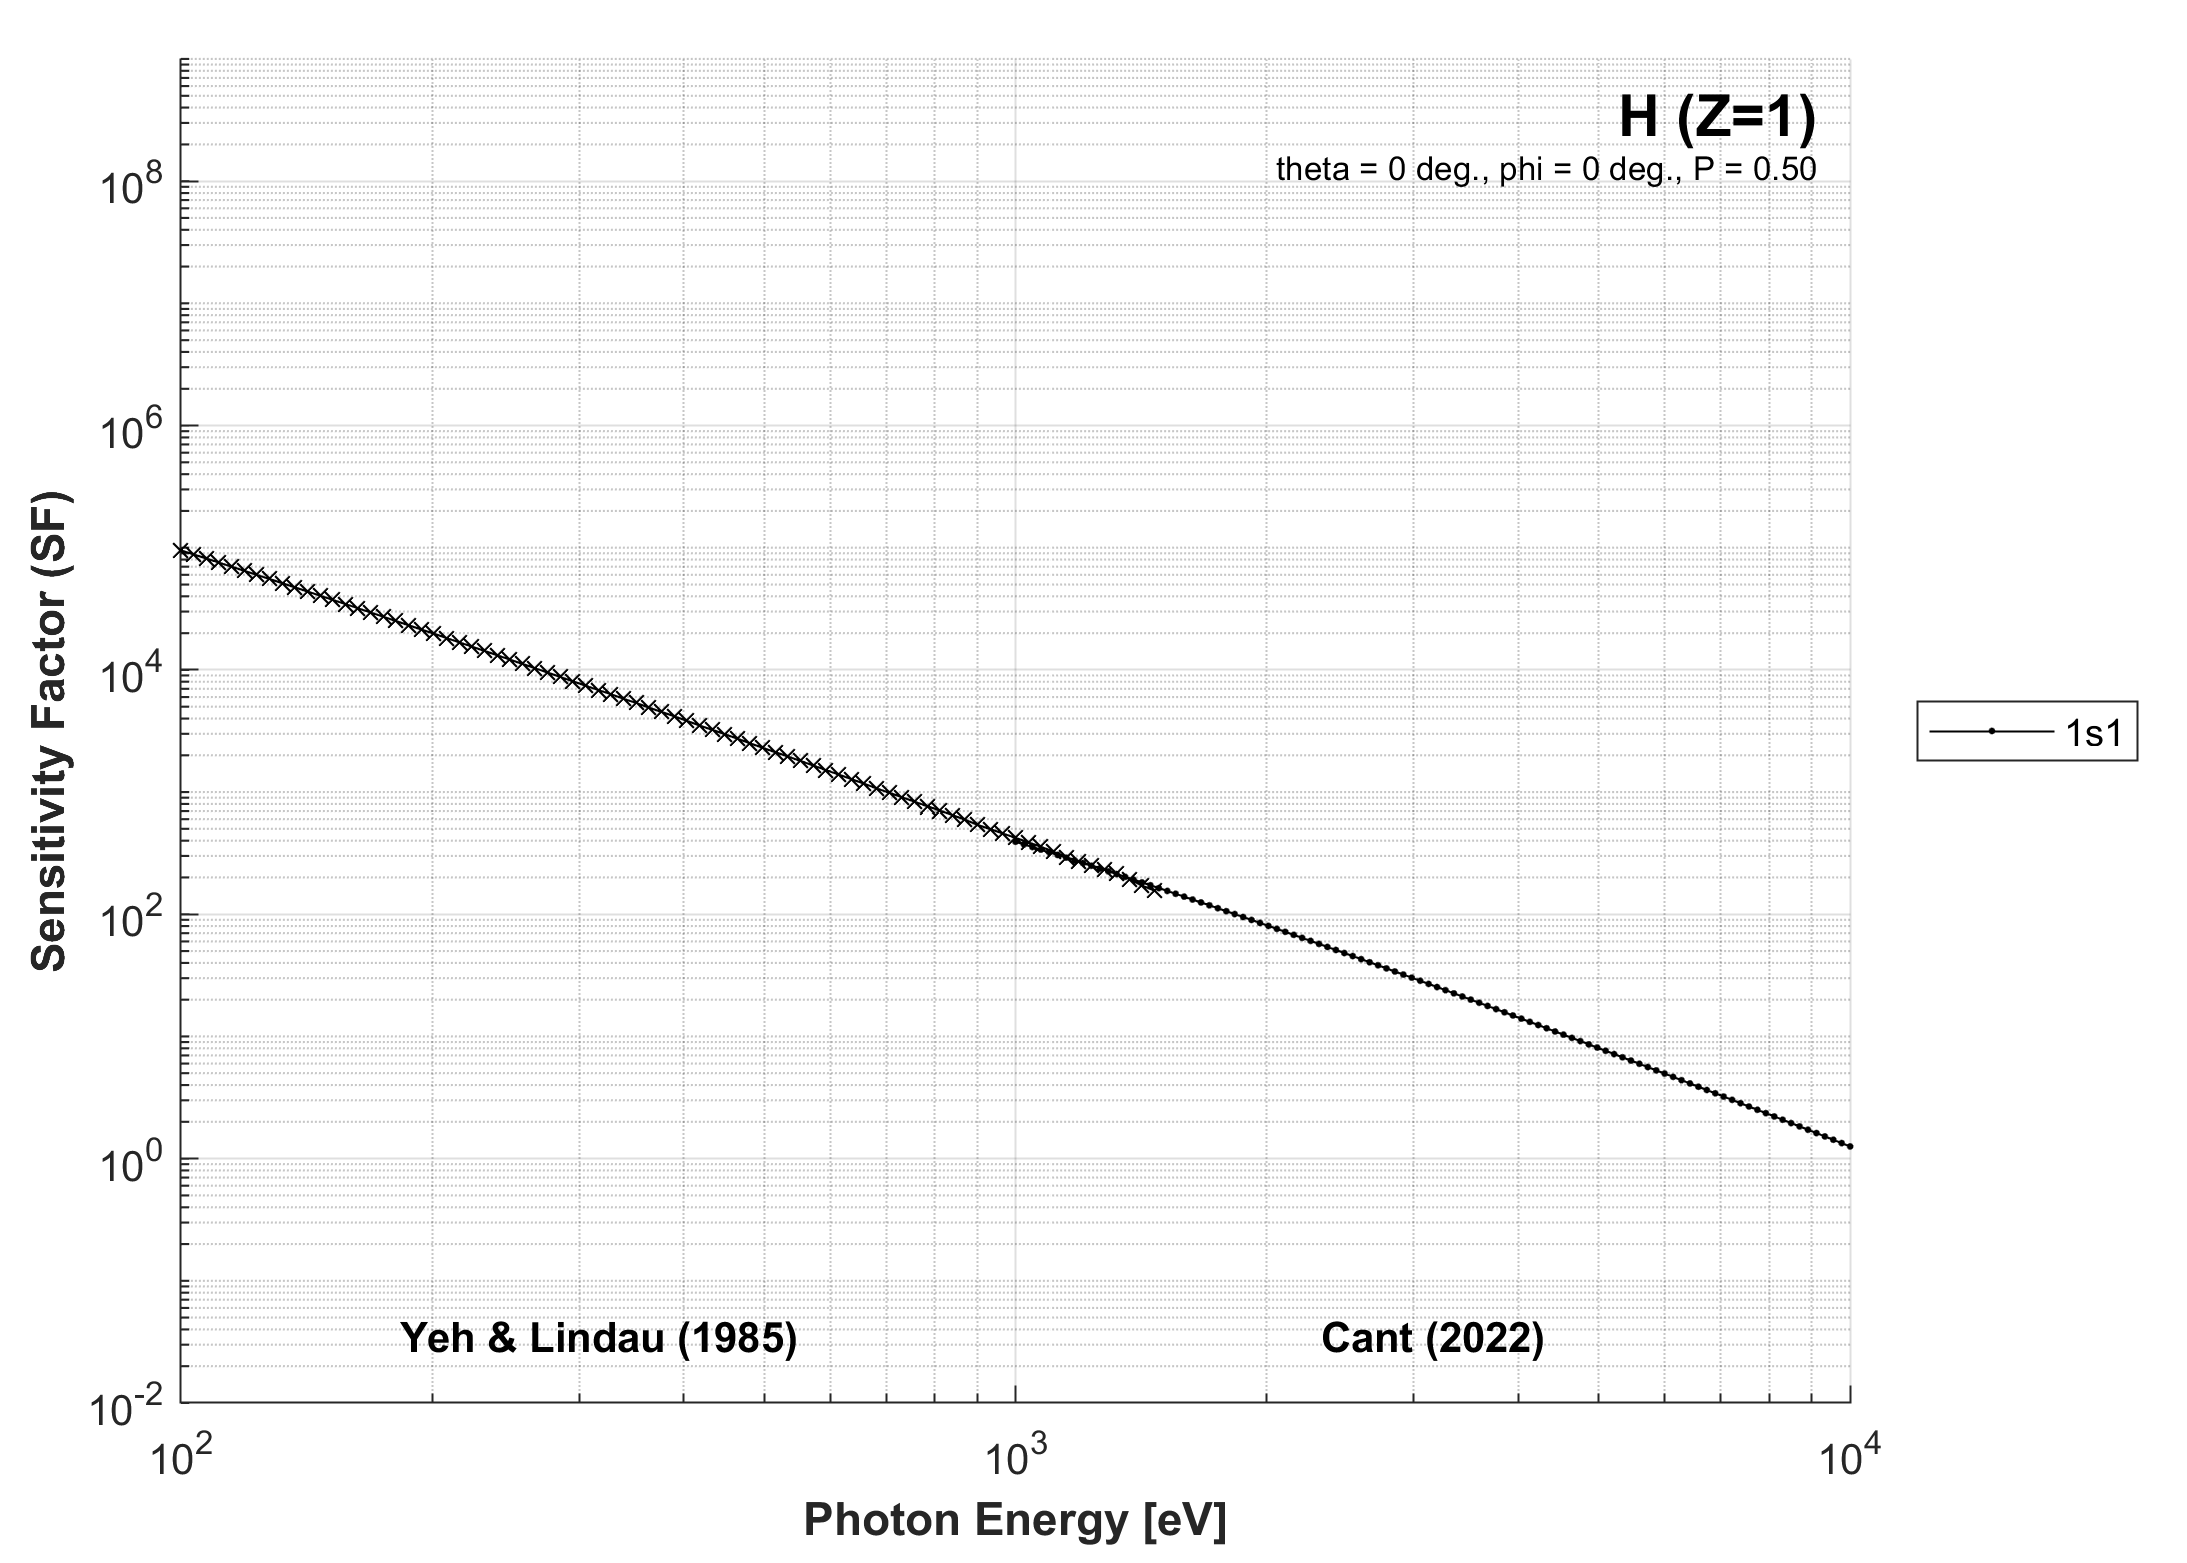 H (Z=1)
theta = 0 deg., phi = 0 deg., P = 0.50
10^8
10^6
10^4
10^2
10^0
10^-2
Sensitivity Factor (SF)
1s1
Yeh & Lindau (1985)
Cant (2022)
10^2
10^3
10^4
Photon Energy [eV]